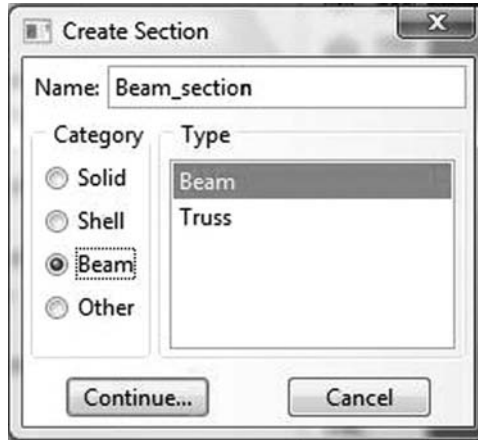 Create Section
Name: Beam_section
Category
Solid
Shell
Beam
Other
Type
Beam
Truss
Continue...
Cancel